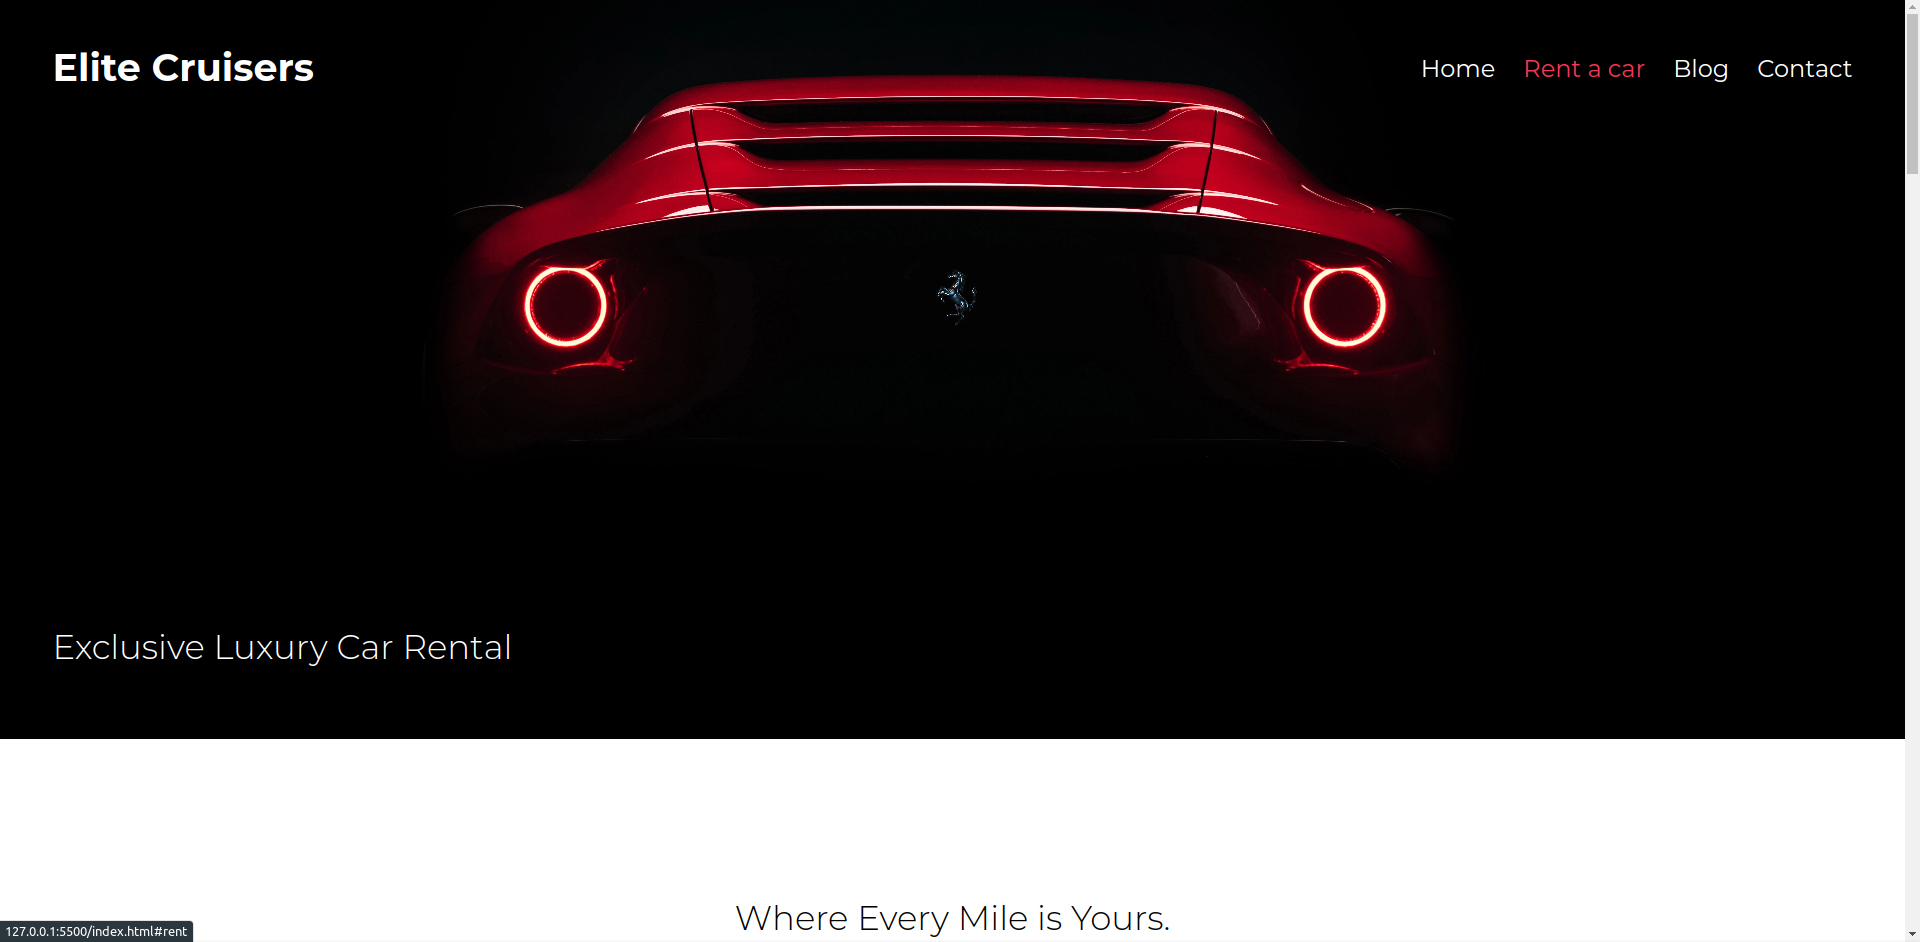 Elite Cruisers
Home Rent a car Blog Contact
Exclusive Luxury Car Rental
Where Every Mile is Yours.
127.0.0.1:5500/index.html#rent